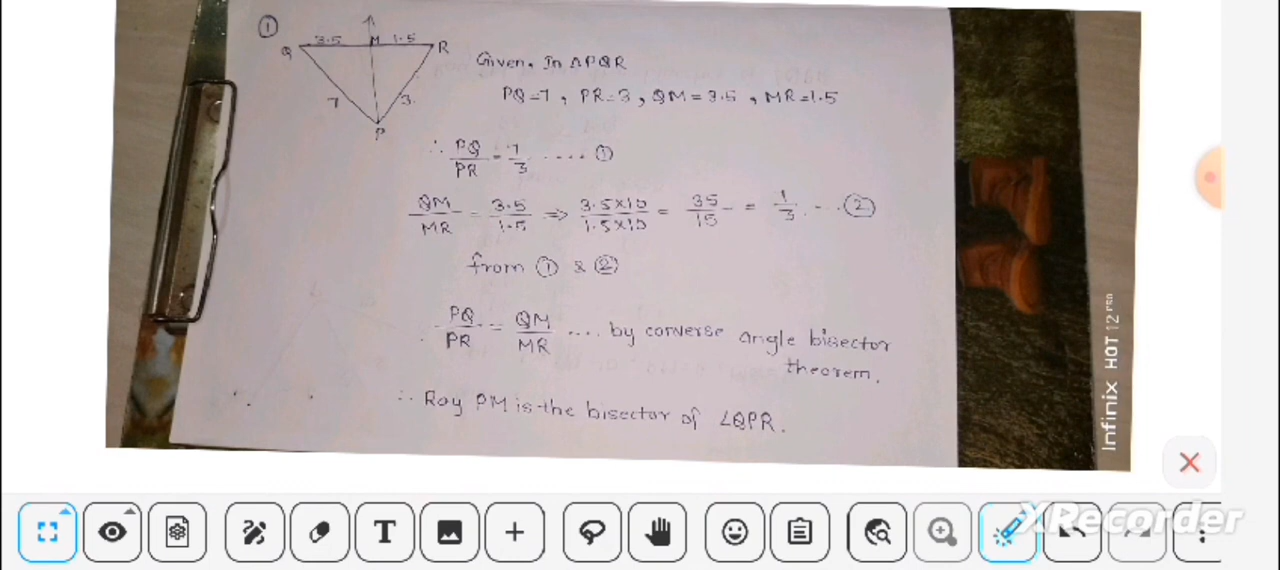 ①
3.5 M 1.5
Q R
7 3.
P
Given. In △PQR
PQ=7, PR=3, QM=3.5, MR=1.5
∴ PQ/PR = 7/3 .... ①
QM/MR = 3.5/1.5 ⇒ 3.5×10/1.5×10 = 35/15 = 7/3. ... ②
from ① & ②
PQ/PR = QM/MR .... by converse angle bisector
theorem.
∴ Ray PM is the bisector of ∠QPR.
Infinix HOT 12 PRO
T
XRecorder